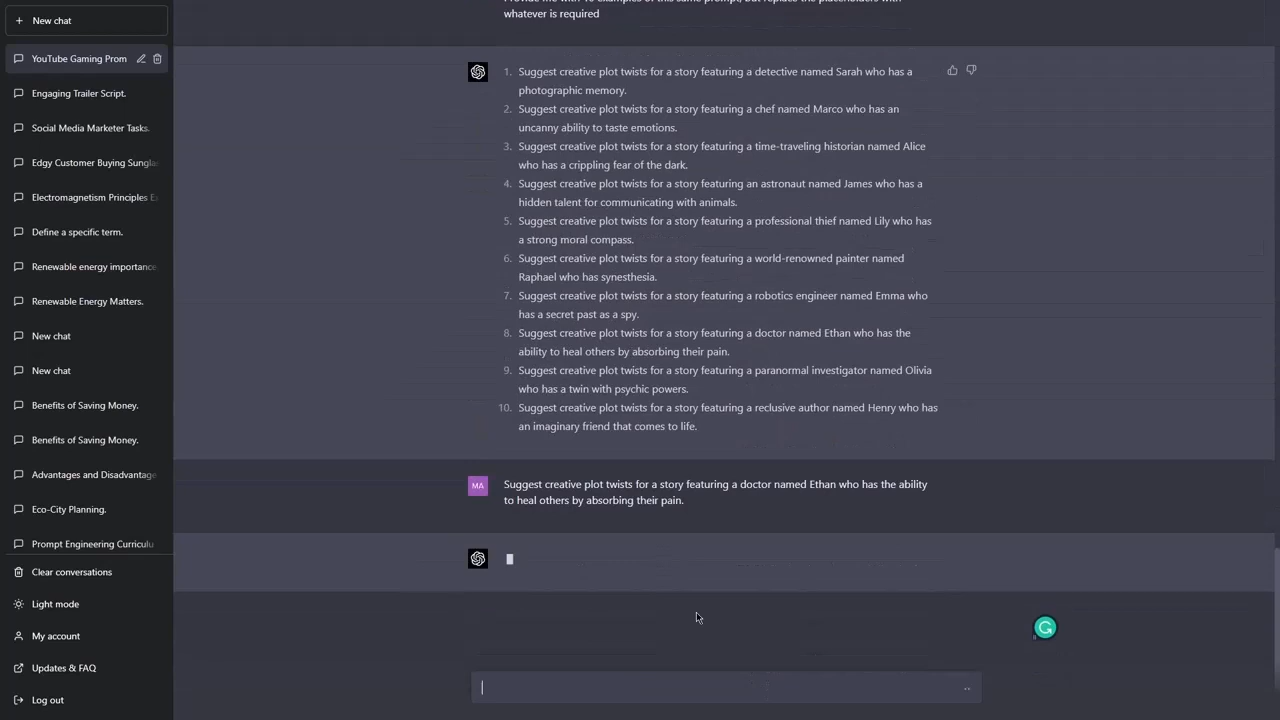 New chat
YouTube Gaming Prom
Engaging Trailer Script.
Social Media Marketer Tasks.
Edgy Customer Buying Sungla
Electromagnetism Principles E
Define a specific term.
Renewable energy importance
Renewable Energy Matters.
New chat
New chat
Benefits of Saving Money.
Benefits of Saving Money.
Advantages and Disadvantage
Eco-City Planning.
Prompt Engineering Curriculu
Clear conversations
Light mode
My account
Updates & FAQ
Log out
whatever is required
1. Suggest creative plot twists for a story featuring a detective named Sarah who has a
photographic memory.
2. Suggest creative plot twists for a story featuring a chef named Marco who has an
uncanny ability to taste emotions.
3. Suggest creative plot twists for a story featuring a time-traveling historian named Alice
who has a crippling fear of the dark.
4. Suggest creative plot twists for a story featuring an astronaut named James who has a
hidden talent for communicating with animals.
5. Suggest creative plot twists for a story featuring a professional thief named Lily who has
a strong moral compass.
6. Suggest creative plot twists for a story featuring a world-renowned painter named
Raphael who has synesthesia.
7. Suggest creative plot twists for a story featuring a robotics engineer named Emma who
has a secret past as a spy.
8. Suggest creative plot twists for a story featuring a doctor named Ethan who has the
ability to heal others by absorbing their pain.
9. Suggest creative plot twists for a story featuring a paranormal investigator named Olivia
who has a twin with psychic powers.
10. Suggest creative plot twists for a story featuring a reclusive author named Henry who has
an imaginary friend that comes to life.
MA
Suggest creative plot twists for a story featuring a doctor named Ethan who has the ability
to heal others by absorbing their pain.